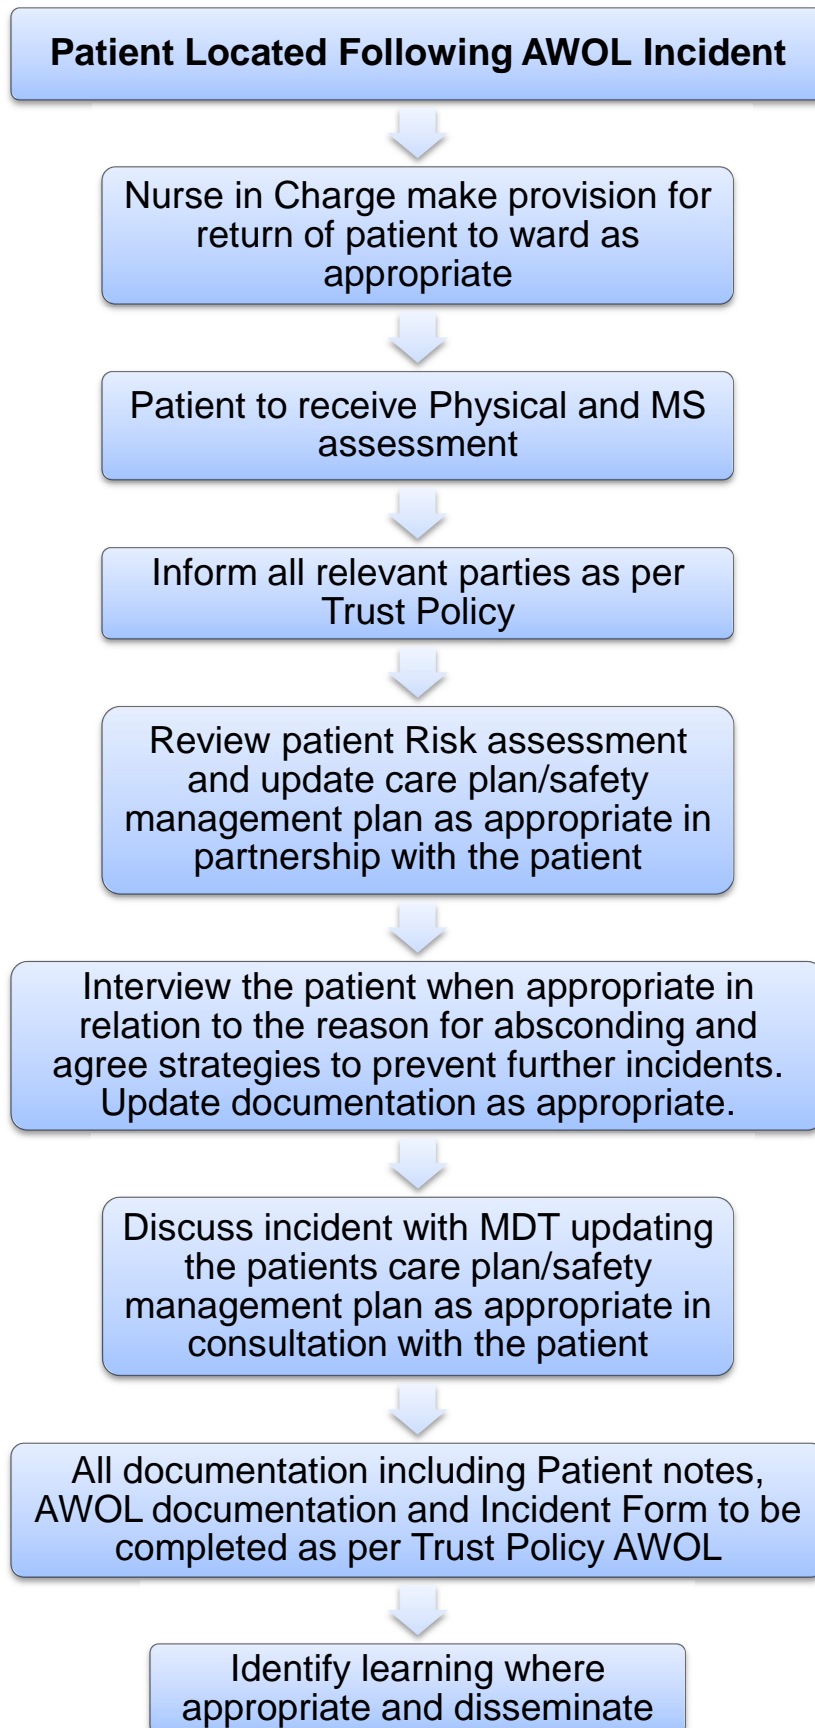 Patient Located Following AWOL Incident
Nurse in Charge make provision for
return of patient to ward as
appropriate
Patient to receive Physical and MS
assessment
Inform all relevant parties as per
Trust Policy
Review patient Risk assessment
and update care plan/safety
management plan as appropriate in
partnership with the patient
Interview the patient when appropriate in
relation to the reason for absconding and
agree strategies to prevent further incidents.
Update documentation as appropriate.
Discuss incident with MDT updating
the patients care plan/safety
management plan as appropriate in
consultation with the patient
All documentation including Patient notes,
AWOL documentation and Incident Form to be
completed as per Trust Policy AWOL
Identify learning where
appropriate and disseminate